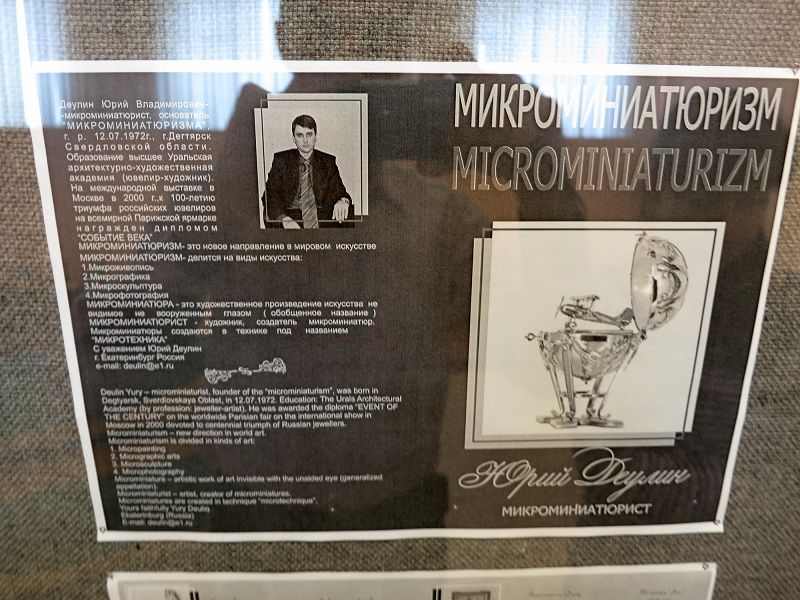 Деулин Юрий Владимирович-
-микроминиатюрист, основатель
"МИКРОМИНИАТЮРИЗМА".
г. р. 12.07.1972г., г.Дегтярск
Свердловской области.
Образование высшее Уральская
архитектурно-художественная
академия (ювелир-художник).
На международной выставке в
Москве в 2000 г.,к 100-летию
триумфа российских ювелиров
на всемирной Парижской ярмарке
награжден дипломом
"СОБЫТИЕ ВЕКА"
МИКРОМИНИАТЮРИЗМ- это новое направление в мировом искусстве
МИКРОМИНИАТЮРИЗМ- делится на виды искусства:
1.Микроживопись
2.Микрографика
3.Микроскульптура
4.Микрофотография
МИКРОМИНИАТЮРА - это художественное произведение искусства не
видимое не вооруженным глазом ( обобщенное название )
МИКРОМИНИАТЮРИСТ - художник, создатель микроминиатюр.
Микроминиатюры создаются в технике под названием
"МИКРОТЕХНИКА"
С уважением Юрий Деулин
г. Екатеринбург Россия
e-mail: deulin@e1.ru
Deulin Yury – microminiaturist, founder of the "microminiaturism", was born in
Degtyarsk, Sverdlovskaya Oblast, in 12.07.1972. Education: The Urals Architectural
Academy (by profession: jeweller-artist). He was awarded the diploma "EVENT OF
THE CENTURY" on the worldwide Parisian fair on the international show in
Moscow in 2000 devoted to centennial triumph of Russian jewellers.
Microminiaturism – new direction in world art.
Microminiaturism is divided in kinds of art:
1. Micropainting
2. Micrographic arts
3. Microsculpture
4. Microphotography
Microminiature – artistic work of art invisible with the unaided eye (generalized
appellation).
Microminiaturist – artist, creator of microminiatures.
Microminiatures are created in technique "microtechnique".
Yours faithfully Yury Deulin
Ekaterinburg (Russia)
E-mail: deulin@e1.ru
МИКРОМИНИАТЮРИЗМ
MICROMINIATURIZM
Юрий Деулин
МИКРОМИНИАТЮРИСТ